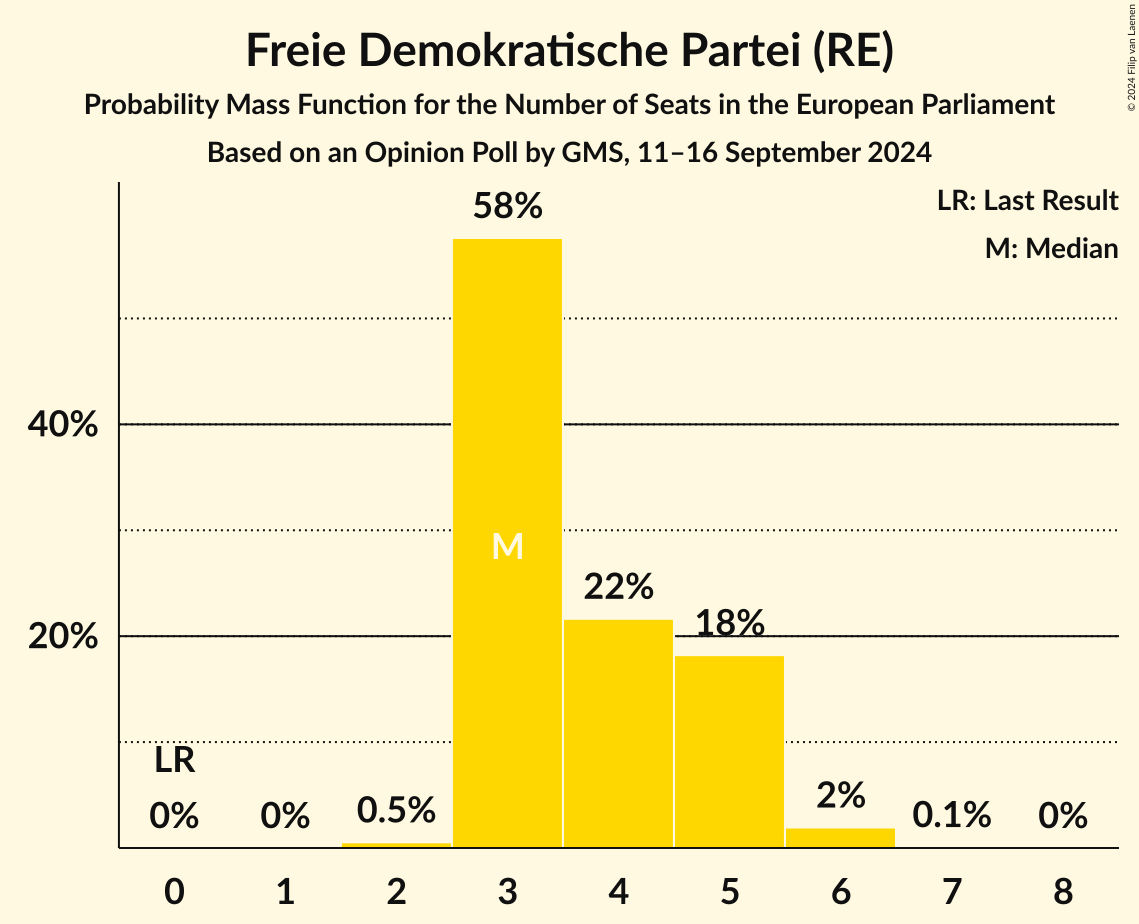 Freie Demokratische Partei (RE)
Probability Mass Function for the Number of Seats in the European Parliament
Based on an Opinion Poll by GMS, 11–16 September 2024
© 2024 Filip van Laenen
LR: Last Result
M: Median
58%
40%
M
22%
18%
20%
LR
0%
0%
0.5%
2%
0.1%
0%
0 1 2 3 4 5 6 7 8